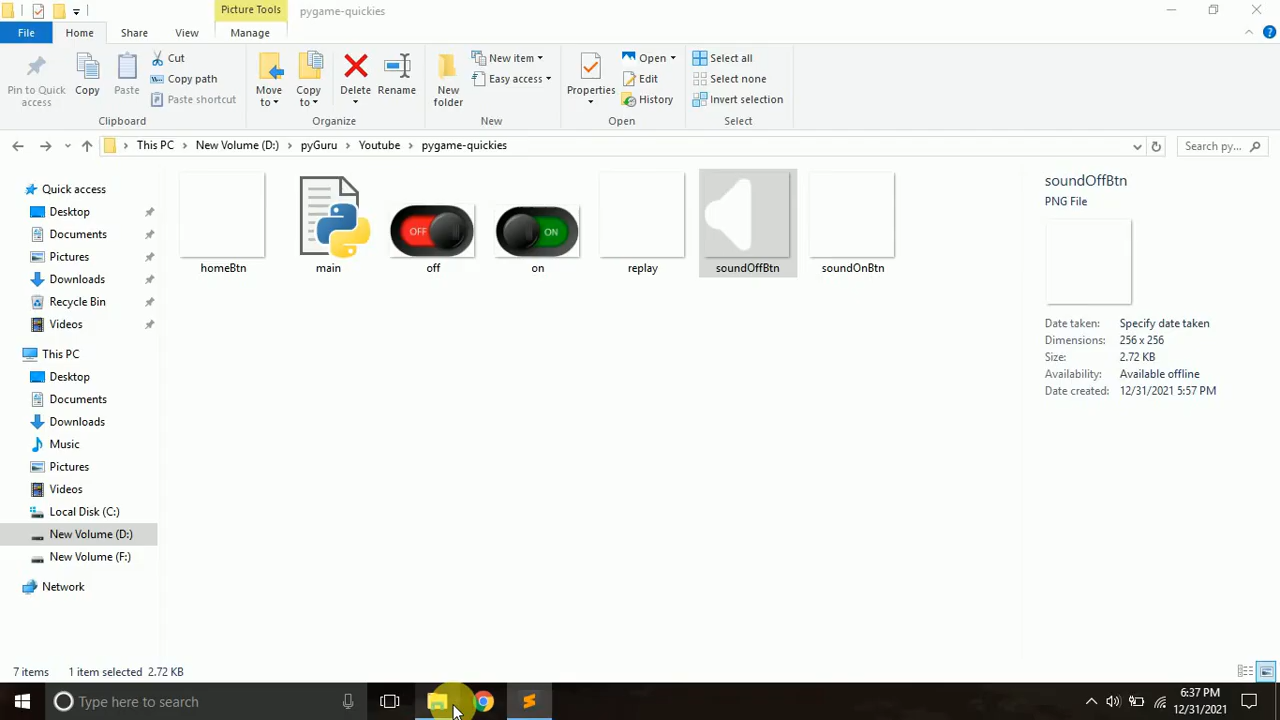 Picture Tools
pygame-quickies
File
Home
Share
View
Manage
Pin to Quick access
Copy
Paste
Cut
Copy path
Paste shortcut
Clipboard
Move to
Copy to
Delete
Rename
Organize
New folder
New item
Easy access
New
Properties
Open
Edit
History
Open
Select all
Select none
Invert selection
Select
This PC
New Volume (D:)
pyGuru
Youtube
pygame-quickies
Search py...
Quick access
Desktop
Documents
Pictures
Downloads
Recycle Bin
Videos
This PC
Desktop
Documents
Downloads
Music
Pictures
Videos
Local Disk (C:)
New Volume (D:)
New Volume (F:)
Network
OFF
ON
homeBtn
main
off
on
replay
soundOffBtn
soundOnBtn
soundOffBtn
PNG File
Date taken: Specify date taken
Dimensions: 256 x 256
Size: 2.72 KB
Availability: Available offline
Date created: 12/31/2021 5:57 PM
7 items 1 item selected 2.72 KB
Type here to search
6:37 PM
12/31/2021